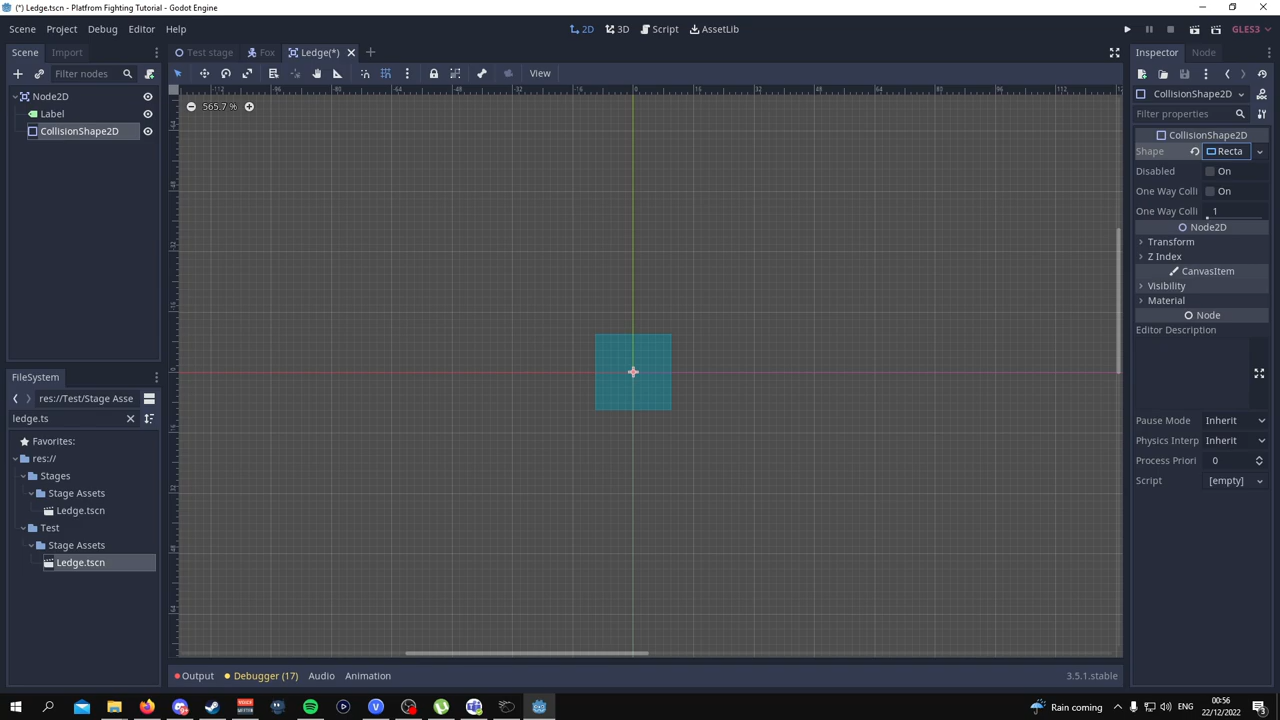 (*) Ledge.tscn - Platfrom Fighting Tutorial - Godot Engine
Scene Project Debug Editor Help
2D 3D Script AssetLib
GLES3
Scene Import
Test stage Fox Ledge(*)
Inspector Node
Filter nodes
View
Node2D
Label
CollisionShape2D
565.7 %
CollisionShape2D
Filter properties
CollisionShape2D
Shape Recta
Disabled On
One Way Colli On
One Way Colli 1
Node2D
Transform
Z Index
CanvasItem
Visibility
Material
Node
Editor Description
Pause Mode Inherit
Physics Interp Inherit
Process Priori 0
Script [empty]
FileSystem
res://Test/Stage Asse
ledge.ts
Favorites:
res://
Stages
Stage Assets
Ledge.tscn
Test
Stage Assets
Ledge.tscn
Output Debugger (17) Audio Animation
3.5.1.stable
Rain coming
00:56
22/12/2022